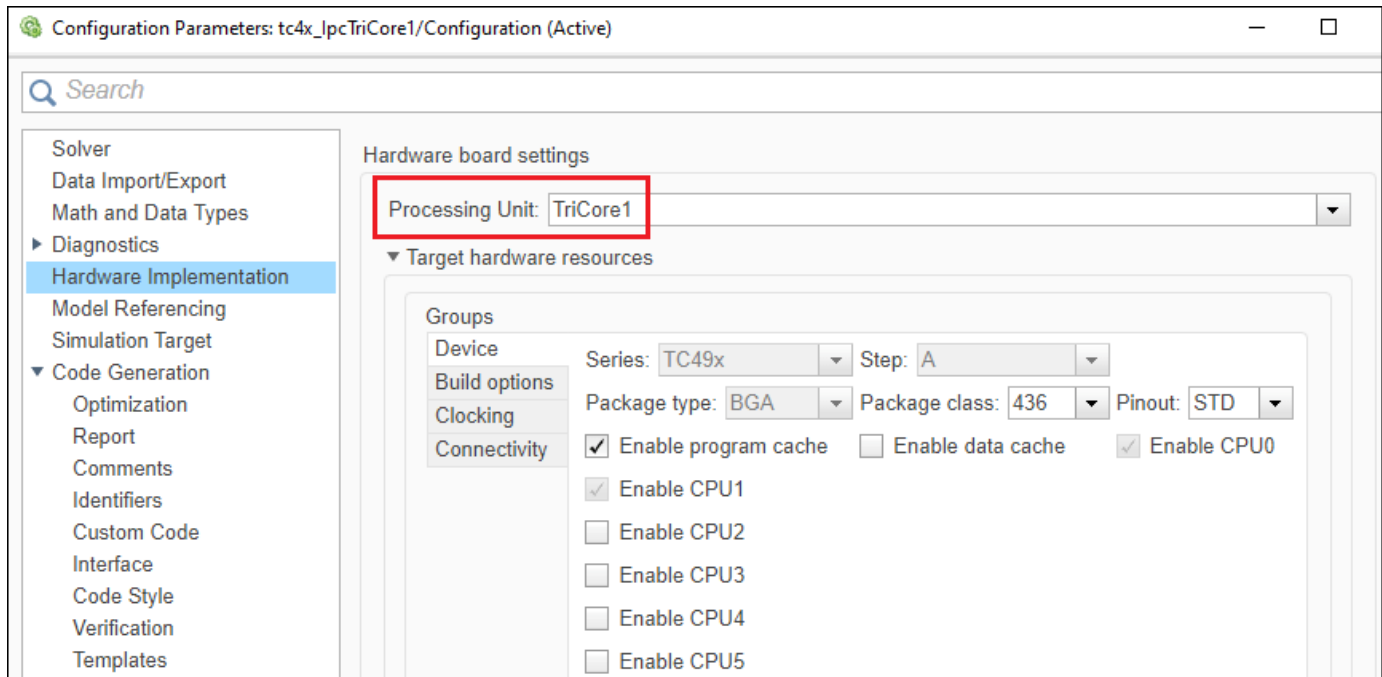 Configuration Parameters: tc4x_IpcTriCore1/Configuration (Active)
Search
Solver
Data Import/Export
Math and Data Types
Diagnostics
Hardware Implementation
Model Referencing
Simulation Target
Code Generation
Optimization
Report
Comments
Identifiers
Custom Code
Interface
Code Style
Verification
Templates
Hardware board settings
Processing Unit: TriCore1
Target hardware resources
Groups
Device
Build options
Clocking
Connectivity
Series: TC49x Step: A
Package type: BGA Package class: 436 Pinout: STD
Enable program cache Enable data cache Enable CPU0
Enable CPU1
Enable CPU2
Enable CPU3
Enable CPU4
Enable CPU5